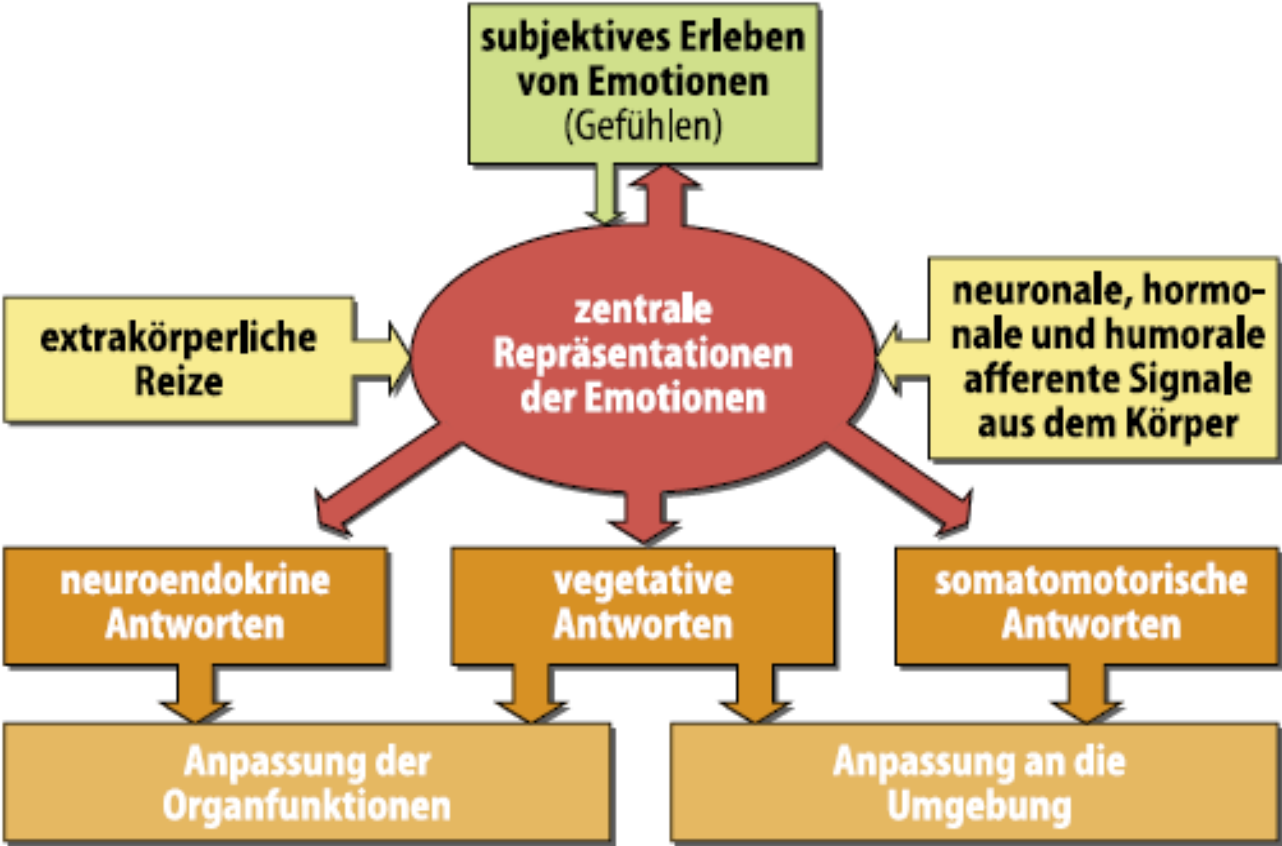 subjektives Erleben
von Emotionen
(Gefühlen)
zentrale
Repräsentationen
der Emotionen
extrakörperliche
Reize
neuronale, hormo-
nale und humorale
afferente Signale
aus dem Körper
neuroendokrine
Antworten
vegetative
Antworten
somatomotorische
Antworten
Anpassung der
Organfunktionen
Anpassung an die
Umgebung